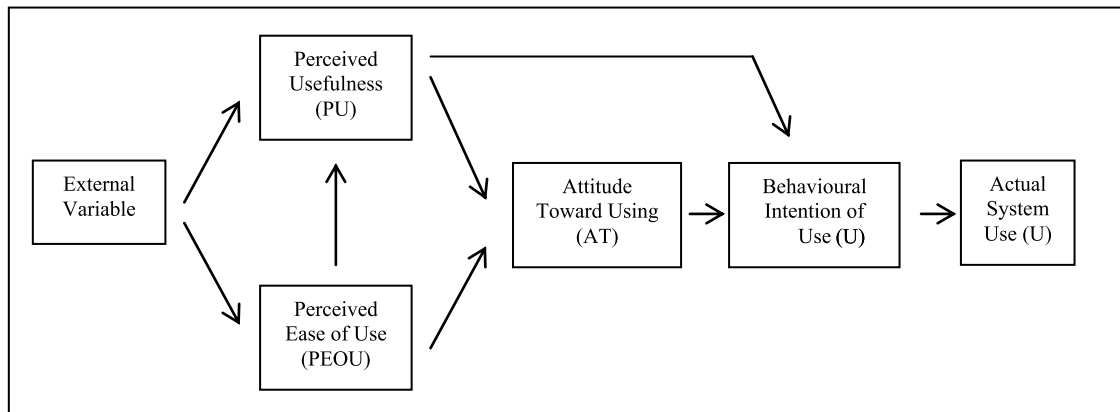 External
Variable
Perceived
Usefulness
(PU)
Perceived
Ease of Use
(PEOU)
Attitude
Toward Using
(AT)
Behavioural
Intention of
Use (U)
Actual
System
Use (U)